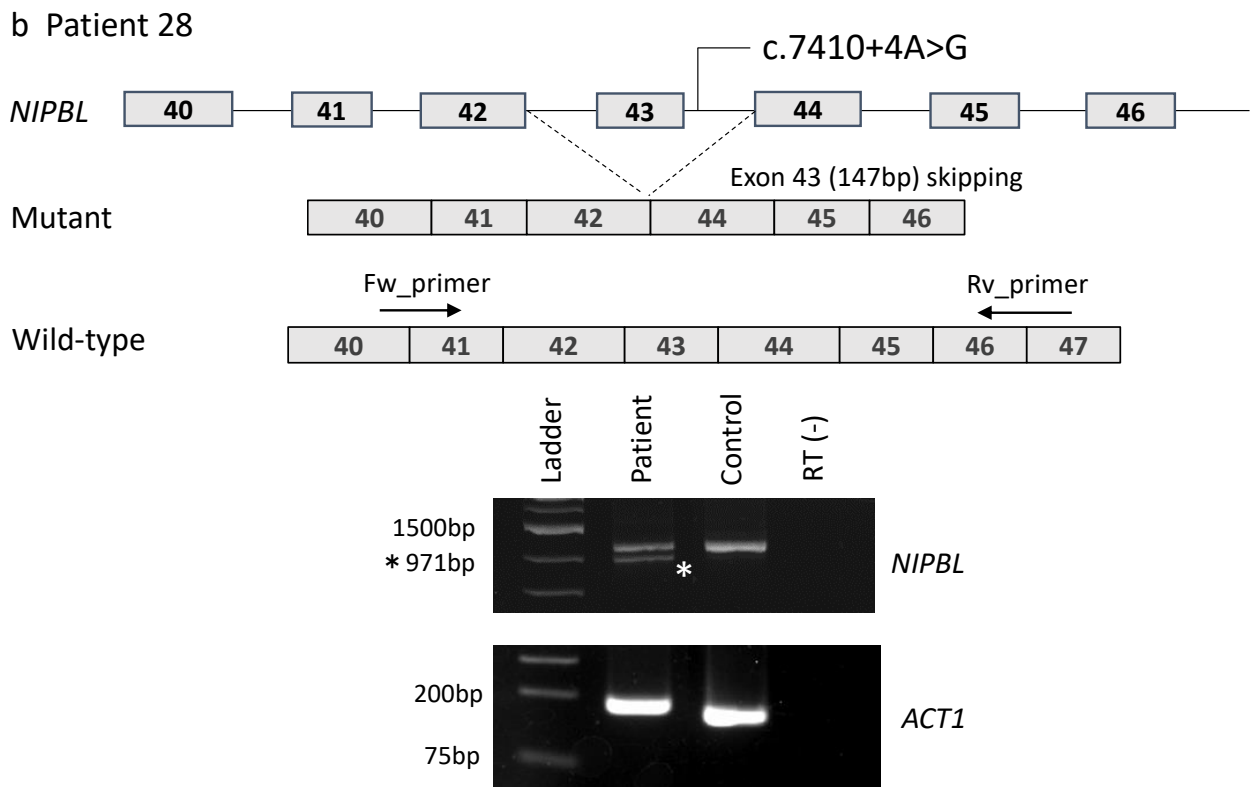 b Patient 28
c.7410+4A>G
NIPBL 40 41 42 43 44 45 46
Exon 43 (147bp) skipping
Mutant 40 41 42 44 45 46
Fw_primer Rv_primer
Wild-type 40 41 42 43 44 45 46 47
Ladder Patient Control RT (-)
1500bp
* 971bp * NIPBL
200bp ACT1
75bp